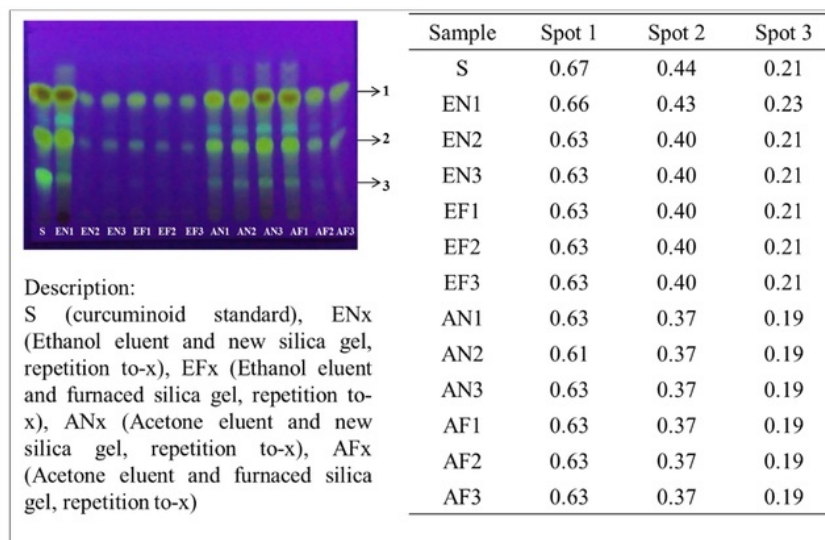 1
2
3
S EN1 EN2 EN3 EF1 EF2 EF3 AN1 AN2 AN3 AF1 AF2 AF3
Description:
S (curcuminoid standard), ENx
(Ethanol eluent and new silica gel,
repetition to-x), EFx (Ethanol eluent
and furnaced silica gel, repetition to-
x), ANx (Acetone eluent and new
silica gel, repetition to-x), AFx
(Acetone eluent and furnaced silica
gel, repetition to-x)
Sample Spot 1 Spot 2 Spot 3
S 0.67 0.44 0.21
EN1 0.66 0.43 0.23
EN2 0.63 0.40 0.21
EN3 0.63 0.40 0.21
EF1 0.63 0.40 0.21
EF2 0.63 0.40 0.21
EF3 0.63 0.40 0.21
AN1 0.63 0.37 0.19
AN2 0.61 0.37 0.19
AN3 0.63 0.37 0.19
AF1 0.63 0.37 0.19
AF2 0.63 0.37 0.19
AF3 0.63 0.37 0.19